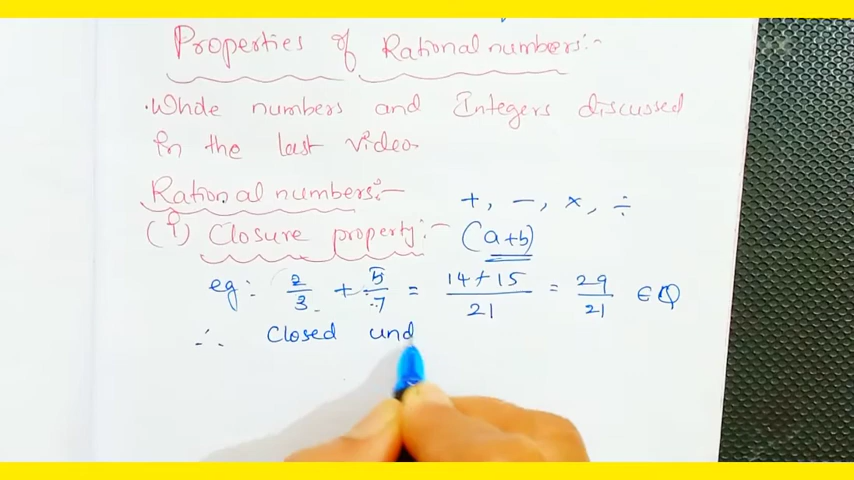 Properties of Rational numbers:-
• Whole numbers and Integers discussed
in the last video.
Rational numbers:-
+, -, ×, ÷
(i) Closure property:- (a+b)
eg: 2/3 + 5/7 = 14+15/21 = 29/21 ∈ Q
∴ Closed und